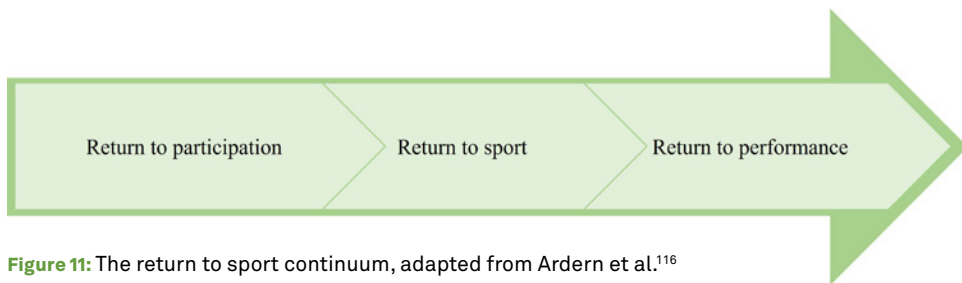 Return to participation
Return to sport
Return to performance
Figure 11: The return to sport continuum, adapted from Ardern et al.116